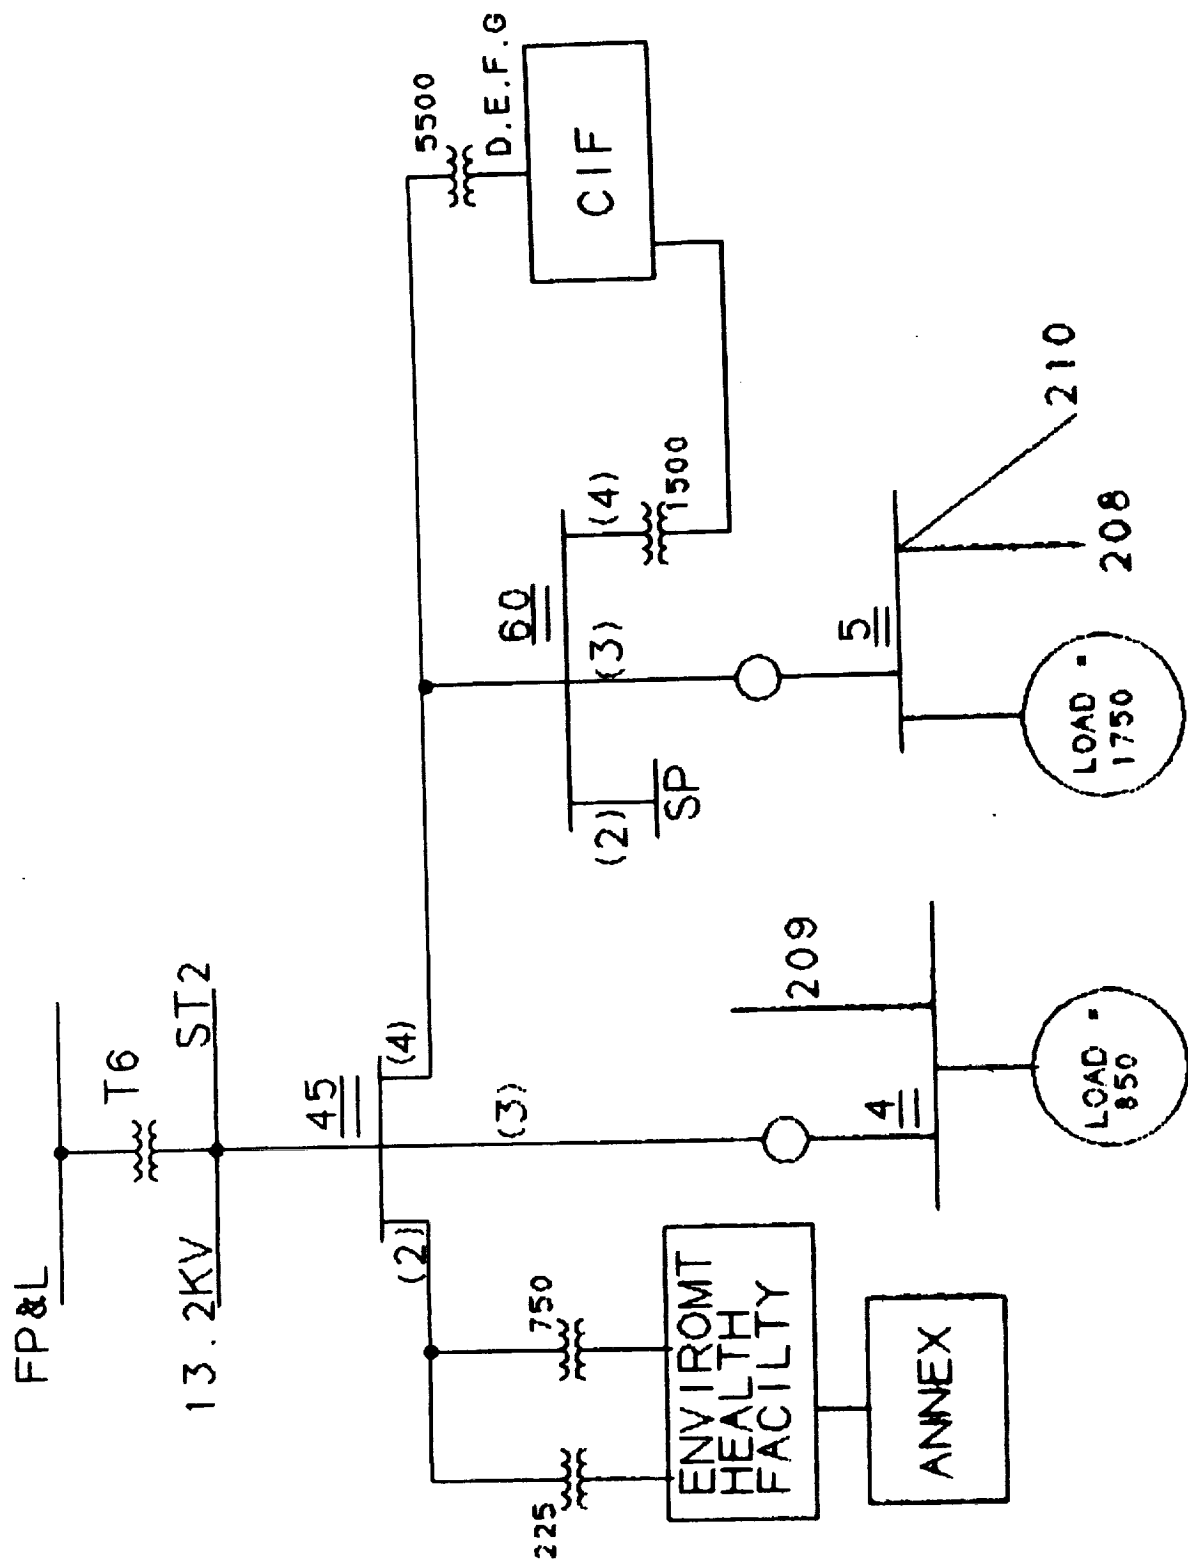 FP&L
T6
13.2KV
ST2
45
(2)
(3)
(4)
225
750
ENVIROMT
HEALTH
FACILTY
ANNEX
4
209
LOAD =
850
5500
D.E.F.G
CIF
60
(2)
(3)
(4)
SP
1500
5
LOAD =
1750
208
210